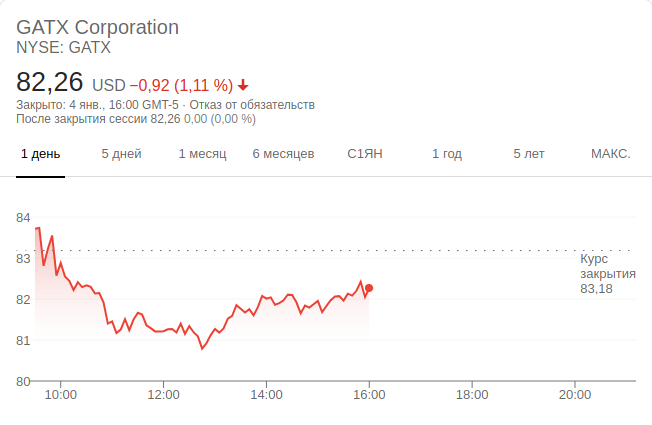 GATX Corporation
NYSE: GATX
82,26 USD −0,92 (1,11 %)
Закрыто: 4 янв., 16:00 GMT-5 · Отказ от обязательств
После закрытия сессии 82,26 0,00 (0,00 %)
1 день 5 дней 1 месяц 6 месяцев С1ЯН 1 год 5 лет МАКС.
84
83
82
81
80
Курс
закрытия
83,18
10:00 12:00 14:00 16:00 18:00 20:00